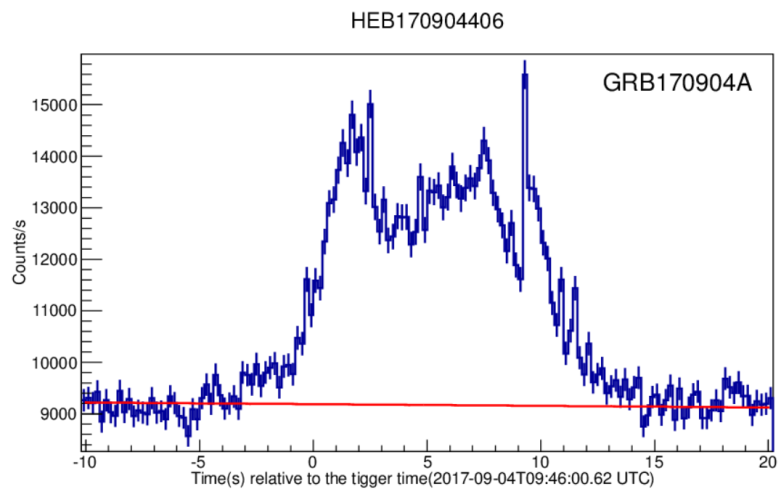 HEB170904406
GRB170904A
15000
14000
13000
12000
11000
10000
9000
Counts/s
-10 -5 0 5 10 15 20
Time(s) relative to the tigger time(2017-09-04T09:46:00.62 UTC)